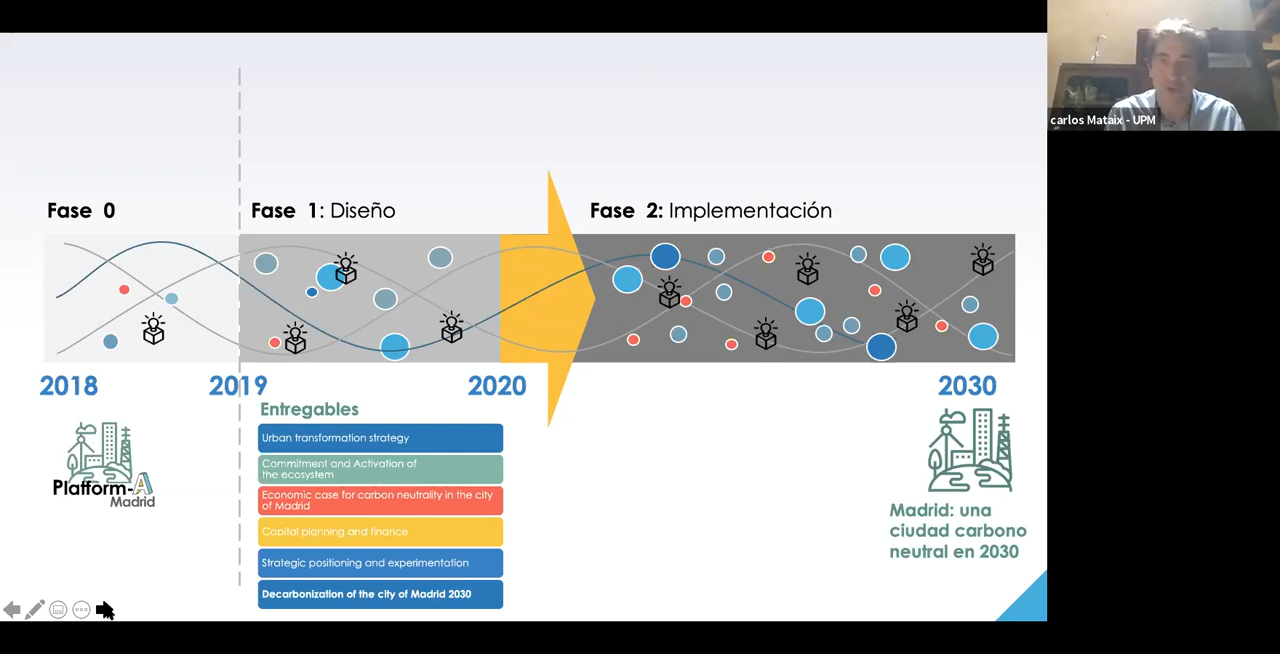 carlos Mataix - UPM
Fase 0
Fase 1: Diseño
Fase 2: Implementación
2018
2019
2020
2030
Platform-A
Madrid
Entregables
Urban transformation strategy
Commitment and Activation of
the ecosystem
Economic case for carbon neutrality in the city
of Madrid
Capital planning and finance
Strategic positioning and experimentation
Decarbonization of the city of Madrid 2030
Madrid: una
ciudad carbono
neutral en 2030